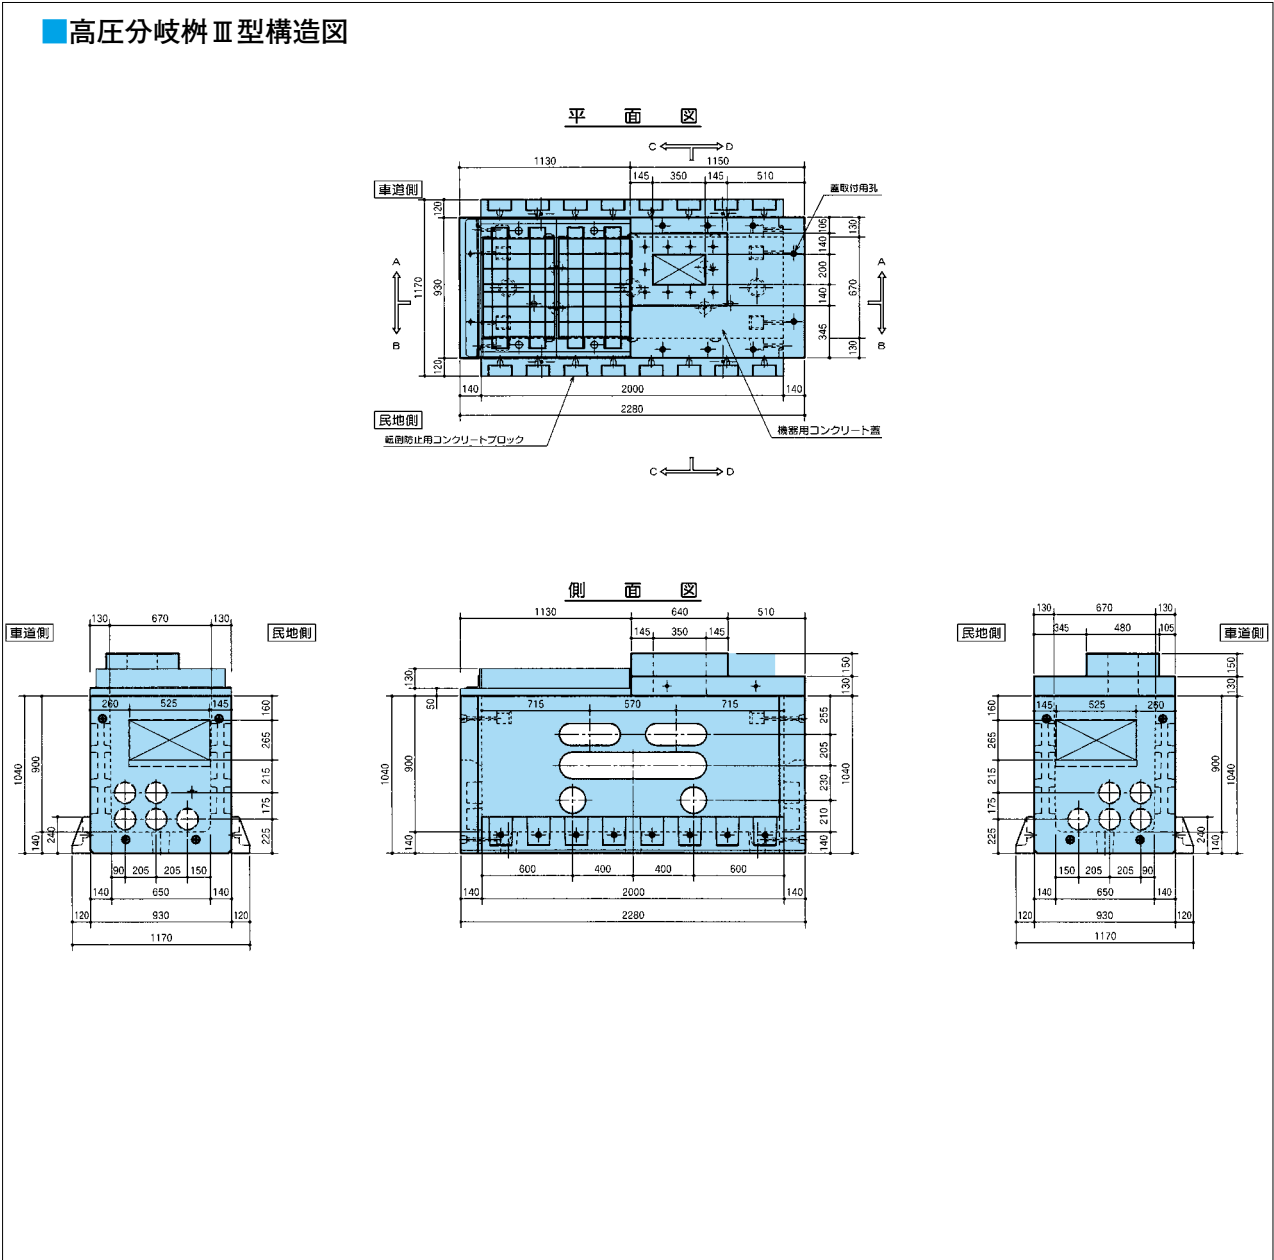 ■高圧分岐桝Ⅲ型構造図
平 面 図
C D
1130 1150
145 350 145 510
車道側
蓋取付用孔
120 930 120 1170
105 140 200 140 345
130 670 130
A B
A B
140 2000 140
2280
民地側
転倒防止用コンクリートブロック
機器用コンクリート蓋
C D
側 面 図
車道側
民地側
130 670 130
260 525 145
1040 900 140 240
160 265 215 175 225
90 205 205 150
140 650 140
120 930 120
1170
1130 640 510
145 350 145
130 50
150 130
715 570 715
1040 900 140
255 205 230 210 140 1040
600 400 400 600
140 2000 140
2280
民地側
車道側
130 670 130
345 480 105
150 130
145 525 260
160 265 215 175 225
900 1040 240 140
150 205 205 90
140 650 140
120 930 120
1170